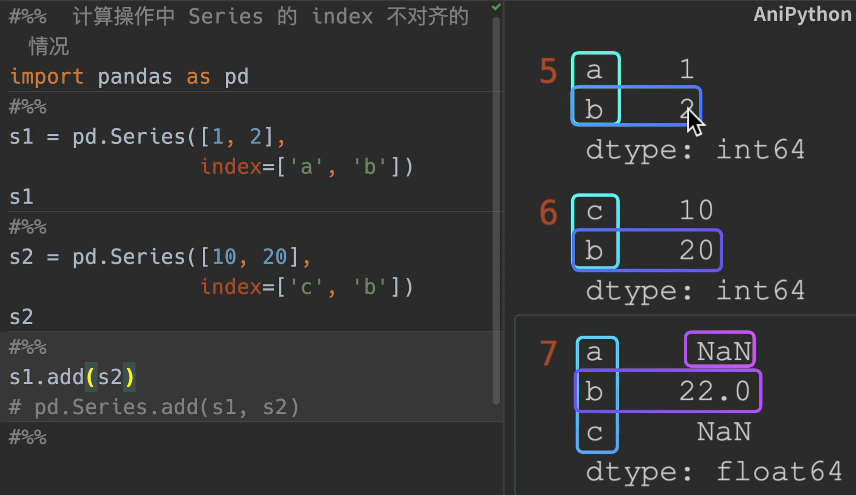 #%% 计算操作中 Series 的 index 不对齐的
情况
import pandas as pd
#%%
s1 = pd.Series([1, 2],
index=['a', 'b'])
s1
#%%
s2 = pd.Series([10, 20],
index=['c', 'b'])
s2
#%%
s1.add(s2)
# pd.Series.add(s1, s2)
#%%
AniPython
5 a 1
b 2
dtype: int64
6 c 10
b 20
dtype: int64
7 a NaN
b 22.0
c NaN
dtype: float64